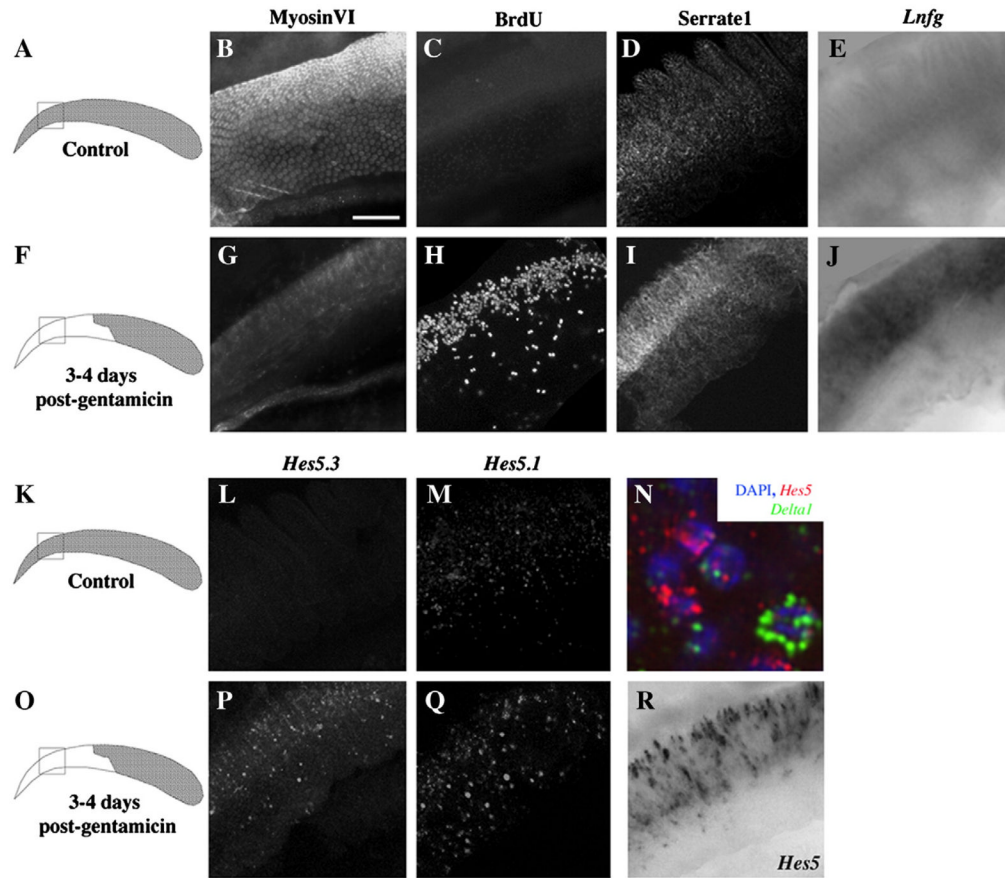 MyosinVI BrdU Serrate1 Lnfg
A B C D E
Control
F G H I J
3-4 days
post-gentamicin
Hes5.3 Hes5.1
K L M N DAPI, Hes5
Delta1
Control
O P Q R
3-4 days
post-gentamicin
Hes5